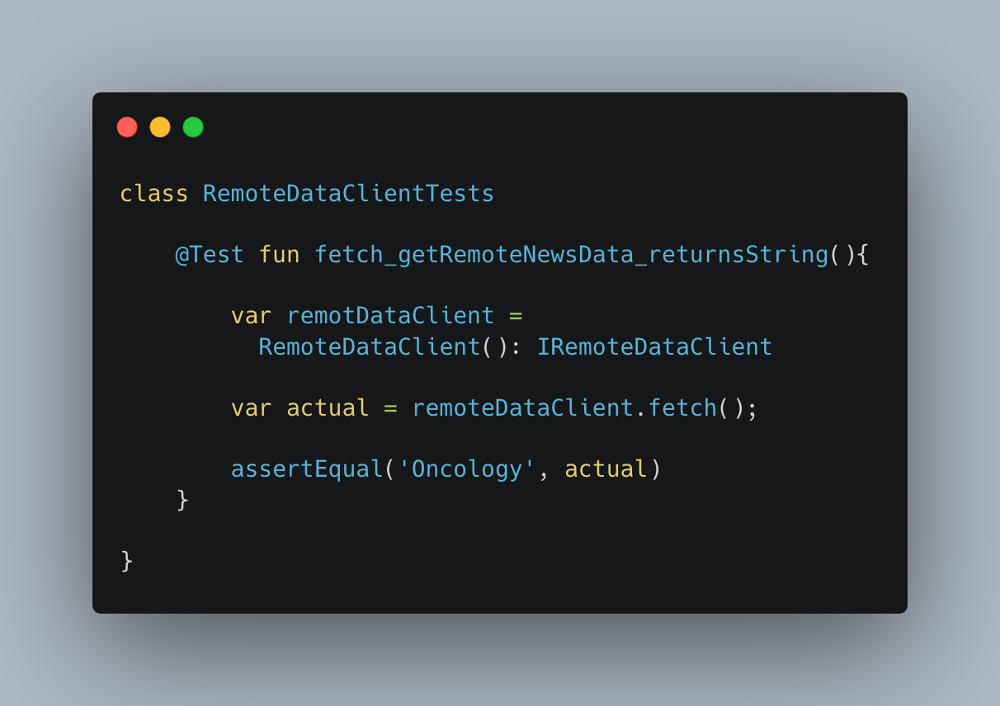 class RemoteDataClientTests
@Test fun fetch_getRemoteNewsData_returnsString(){
var remotDataClient =
RemoteDataClient(): IRemoteDataClient
var actual = remoteDataClient.fetch();
assertEqual('Oncology', actual)
}
}